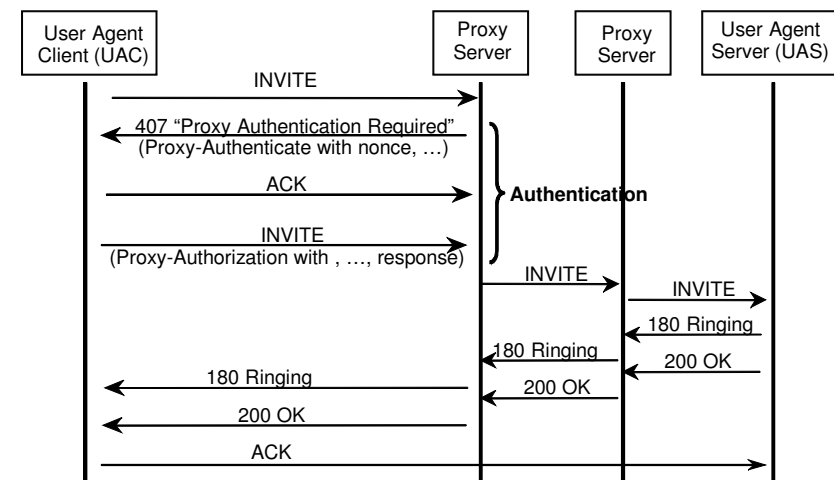 User Agent
Client (UAC)
Proxy
Server
Proxy
Server
User Agent
Server (UAS)
INVITE
407 “Proxy Authentication Required”
(Proxy-Authenticate with nonce, …)
ACK
Authentication
INVITE
(Proxy-Authorization with , …, response)
INVITE
INVITE
180 Ringing
180 Ringing
200 OK
180 Ringing
200 OK
200 OK
ACK